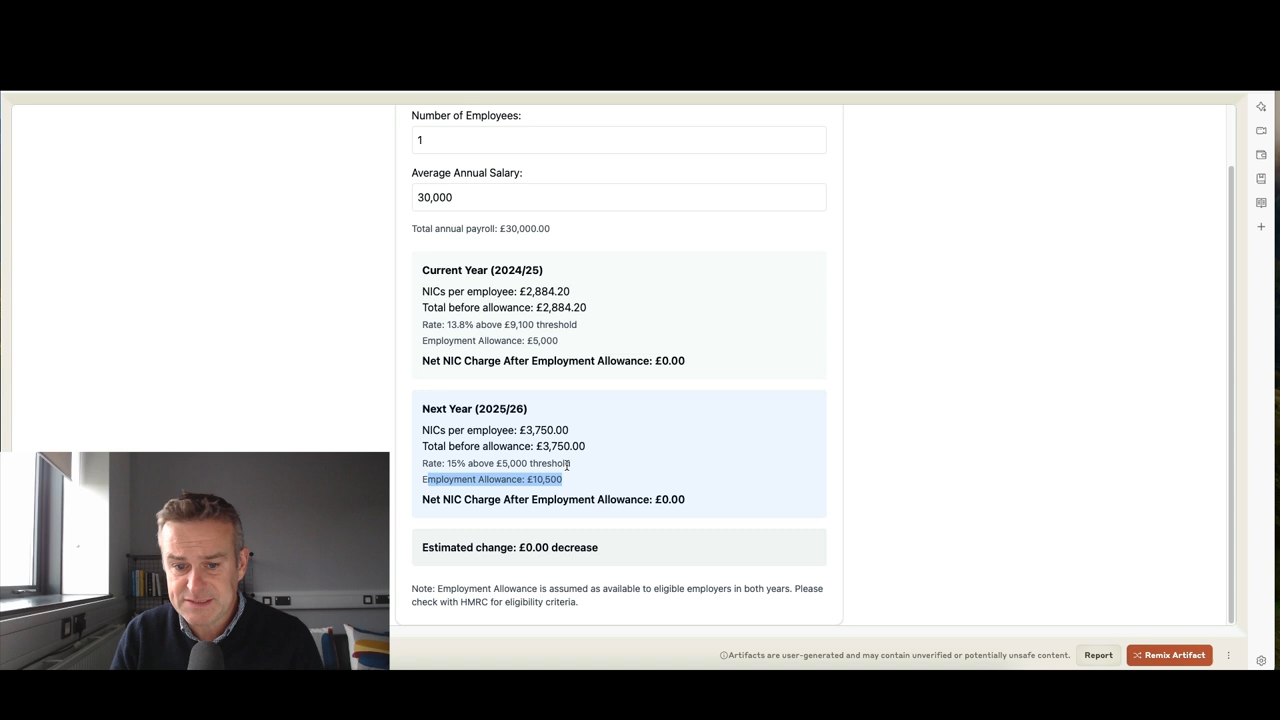 Number of Employees:
1
Average Annual Salary:
30,000
Total annual payroll: £30,000.00
Current Year (2024/25)
NICs per employee: £2,884.20
Total before allowance: £2,884.20
Rate: 13.8% above £9,100 threshold
Employment Allowance: £5,000
Net NIC Charge After Employment Allowance: £0.00
Next Year (2025/26)
NICs per employee: £3,750.00
Total before allowance: £3,750.00
Rate: 15% above £5,000 threshold
Employment Allowance: £10,500
Net NIC Charge After Employment Allowance: £0.00
Estimated change: £0.00 decrease
Note: Employment Allowance is assumed as available to eligible employers in both years. Please
check with HMRC for eligibility criteria.
Artifacts are user-generated and may contain unverified or potentially unsafe content.
Report
Remix Artifact